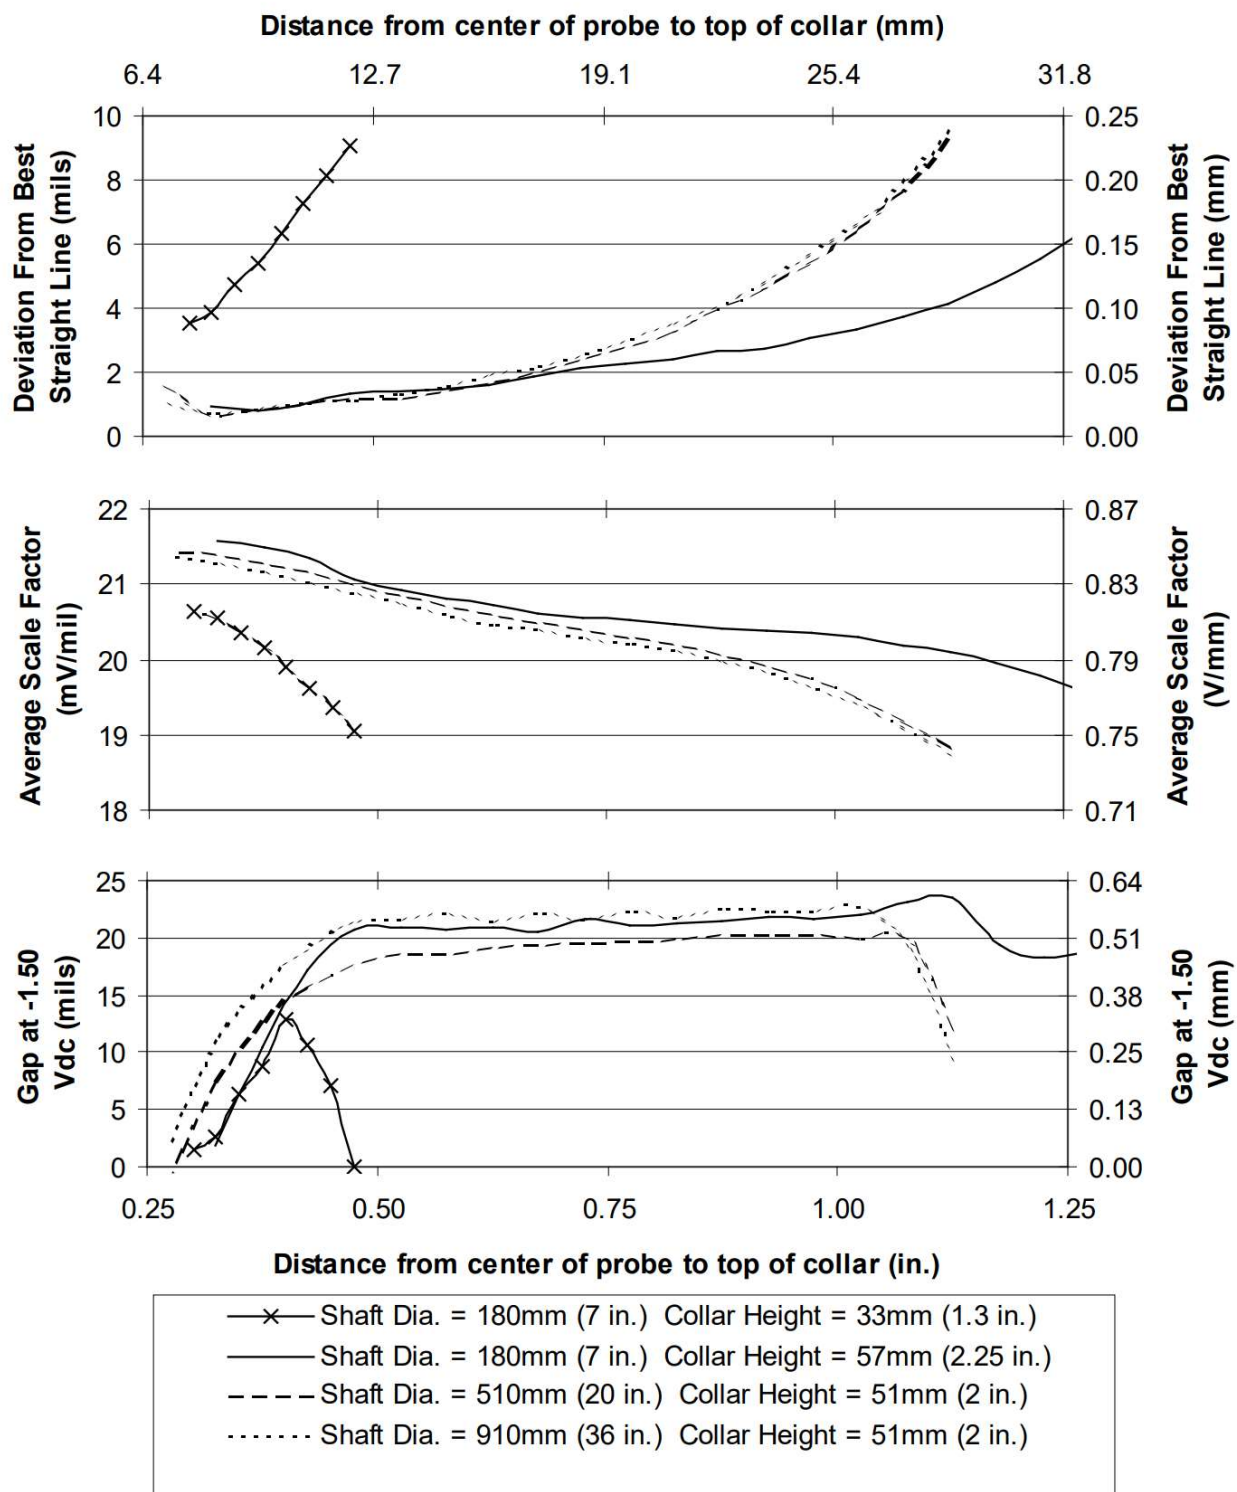 Distance from center of probe to top of collar (mm)
6.4 12.7 19.1 25.4 31.8
Deviation From Best
Straight Line (mils)
10
8
6
4
2
0
0.25
0.20
0.15
0.10
0.05
0.00
Deviation From Best
Straight Line (mm)
Average Scale Factor
(mV/mil)
22
21
20
19
18
0.87
0.83
0.79
0.75
0.71
Average Scale Factor
(V/mm)
Gap at -1.50
Vdc (mils)
25
20
15
10
5
0
0.64
0.51
0.38
0.25
0.13
0.00
Gap at -1.50
Vdc (mm)
0.25 0.50 0.75 1.00 1.25
Distance from center of probe to top of collar (in.)
Shaft Dia. = 180mm (7 in.) Collar Height = 33mm (1.3 in.)
Shaft Dia. = 180mm (7 in.) Collar Height = 57mm (2.25 in.)
Shaft Dia. = 510mm (20 in.) Collar Height = 51mm (2 in.)
Shaft Dia. = 910mm (36 in.) Collar Height = 51mm (2 in.)